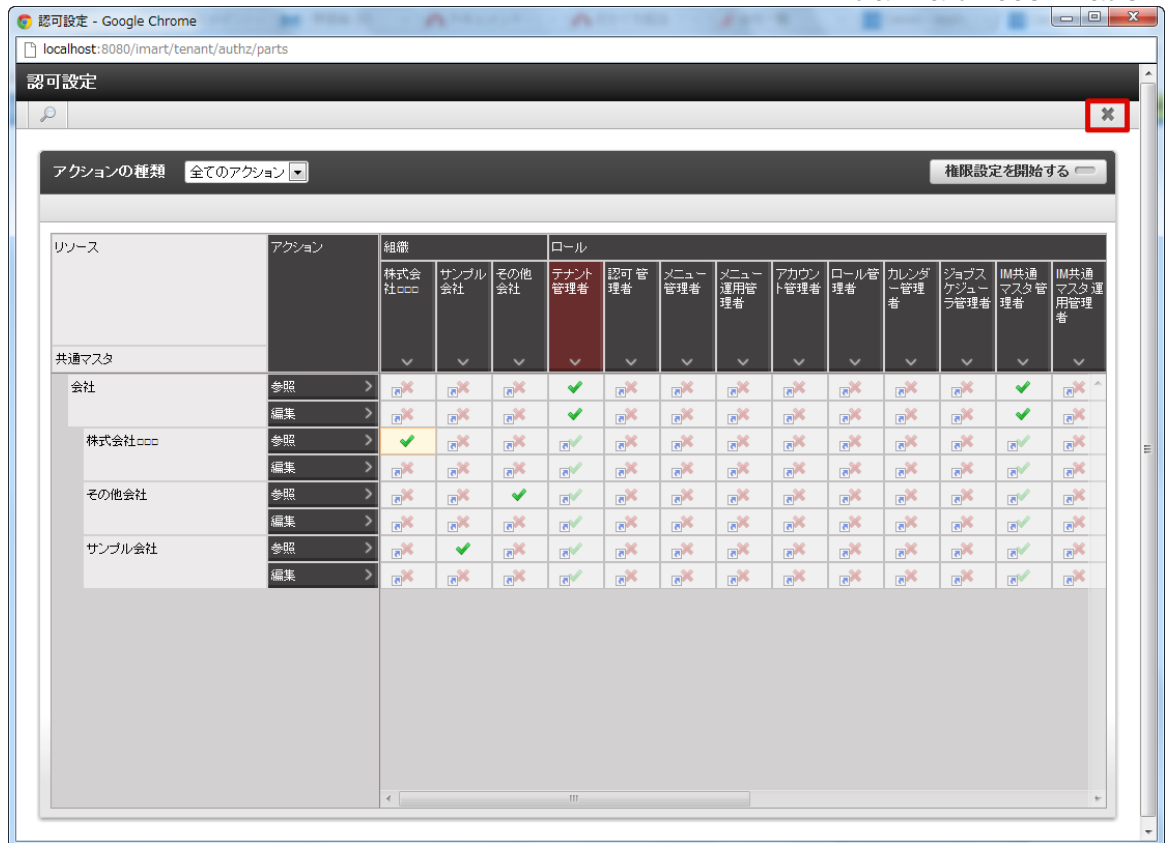 認可設定 - Google Chrome
localhost:8080/imart/tenant/authz/parts
認可設定
アクションの種類 全てのアクション 権限設定を開始する
リソース アクション 組織 ロール
株式会社□□□ サンプル会社 その他会社 テナント管理者 認可管理者 メニュー管理者 メニュー運用管理者 アカウント管理者 ロール管理者 カレンダー管理者 ジョブスケジューラ管理者 IM共通マスタ管理者 IM共通マスタ運用管理者
共通マスタ
会社 参照
編集
株式会社□□□ 参照
編集
その他会社 参照
編集
サンプル会社 参照
編集